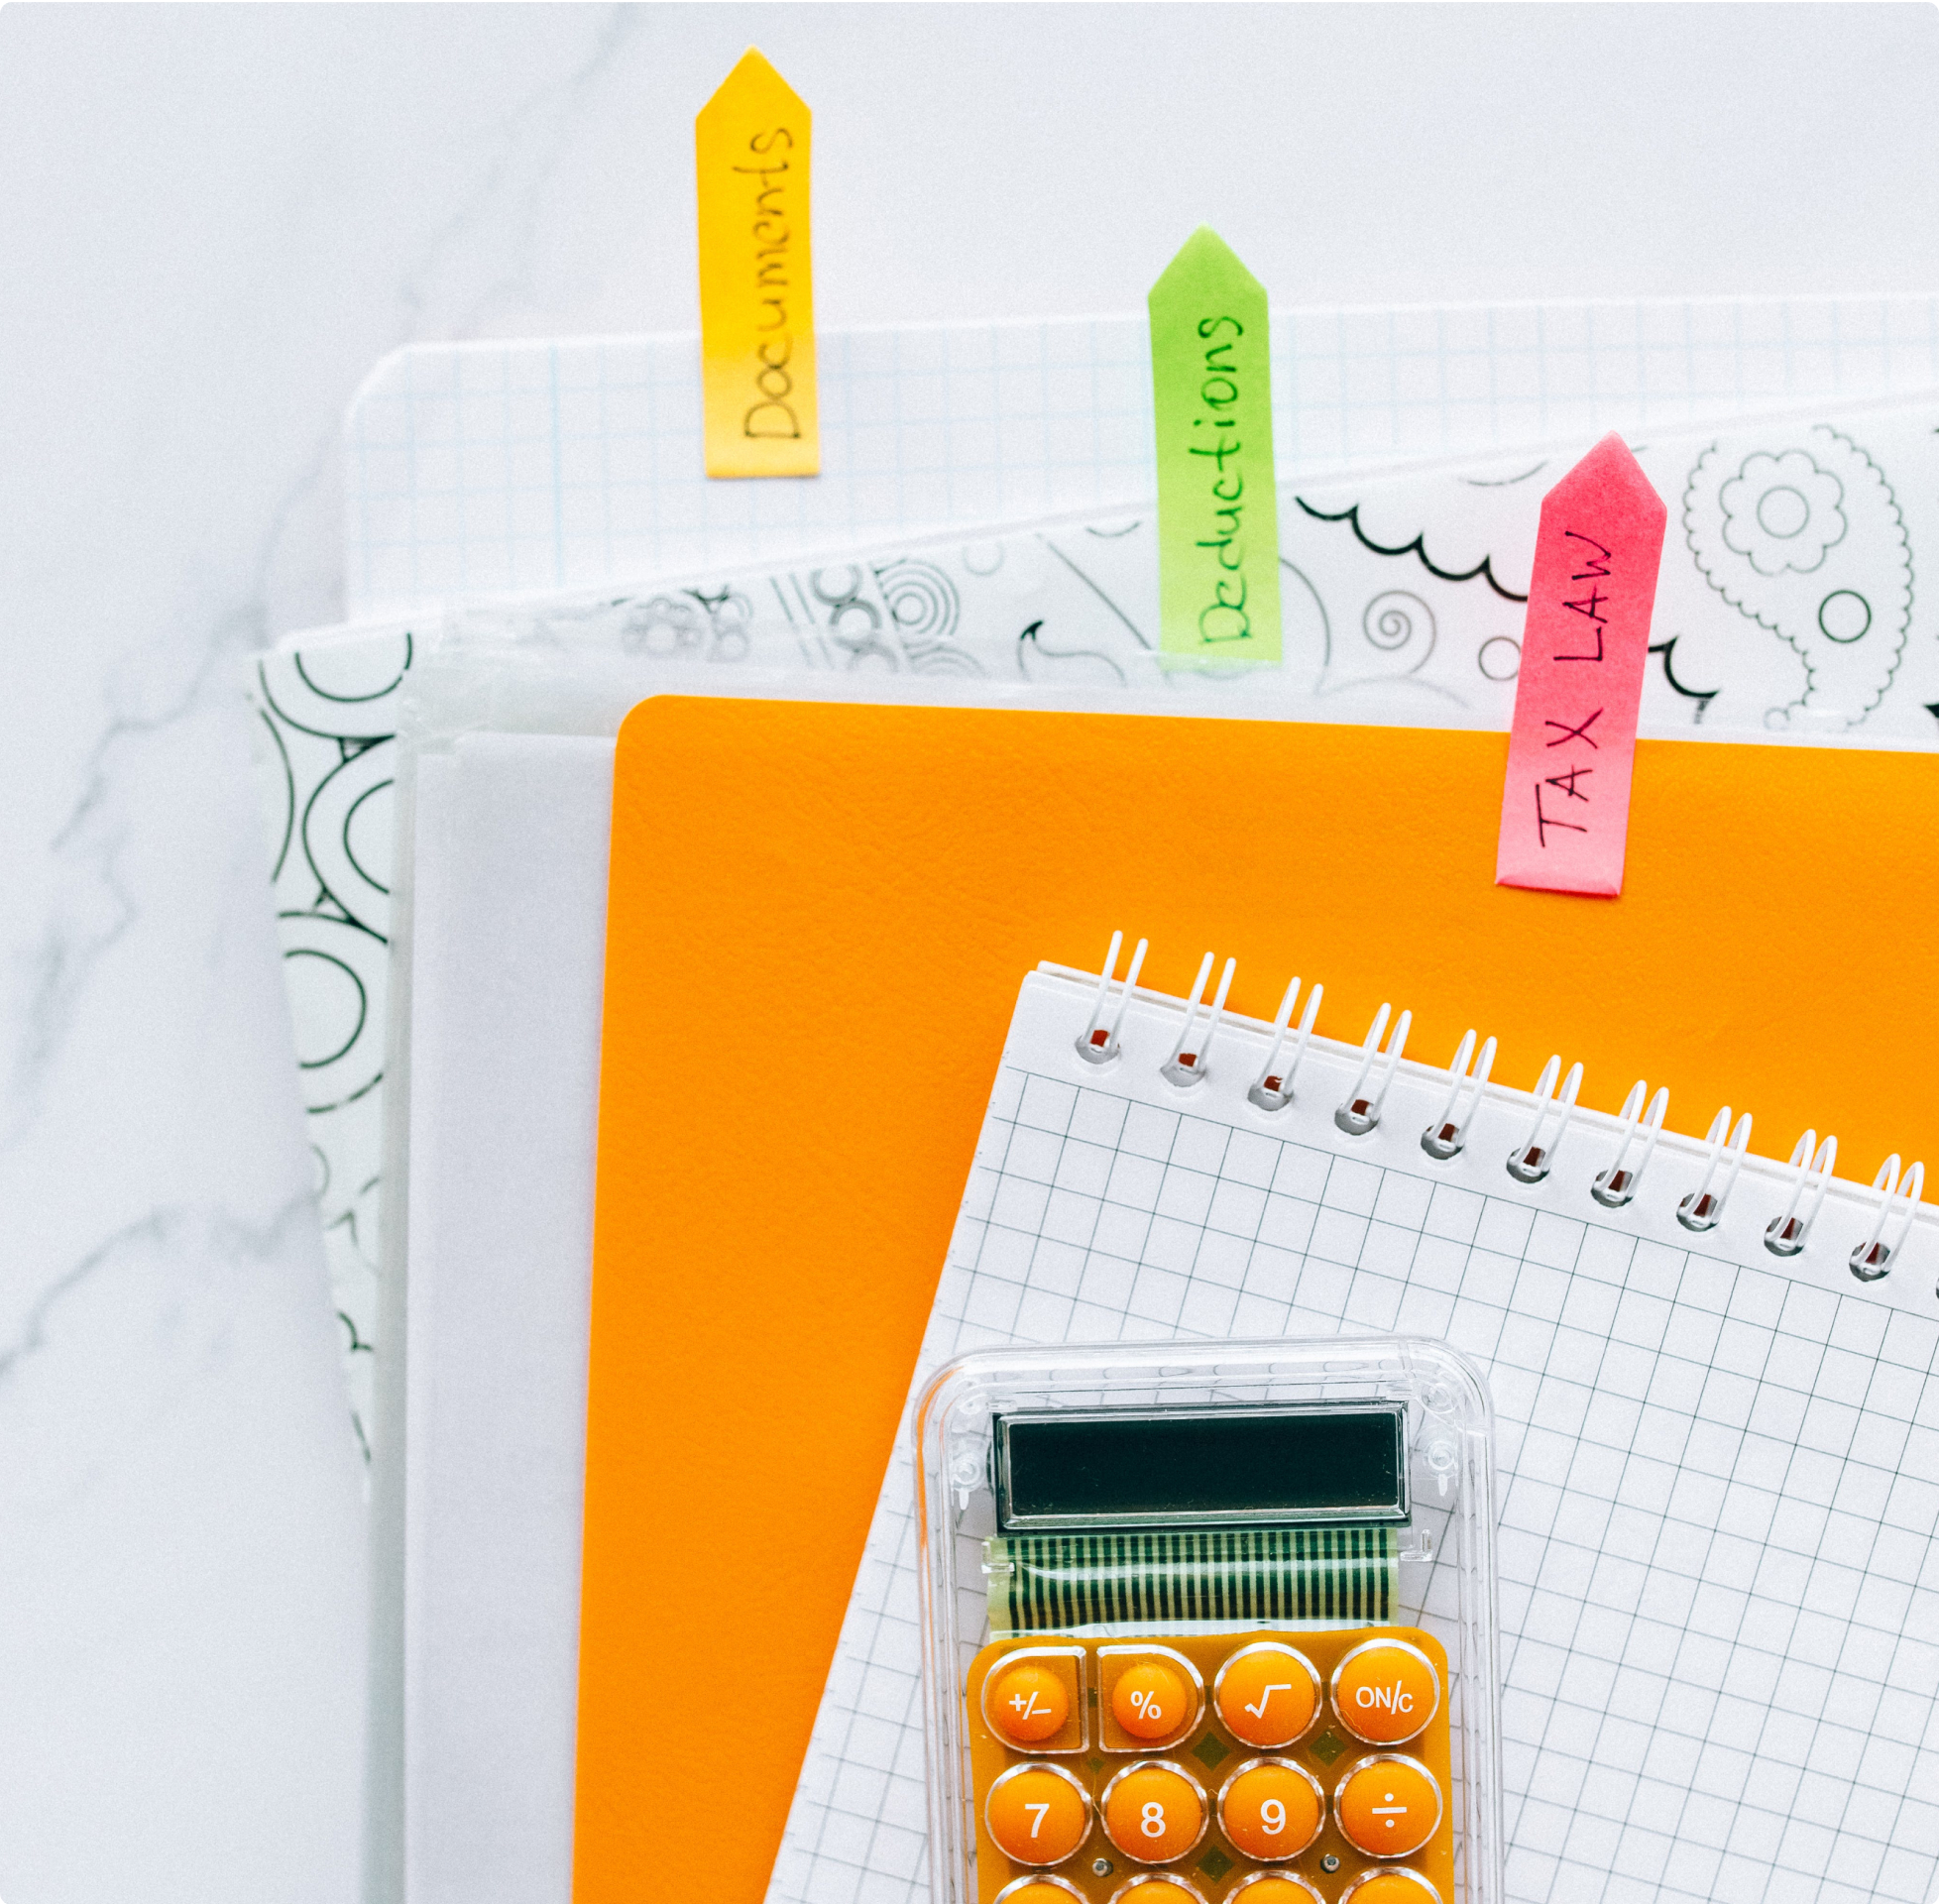 Documents
Deductions
TAX LAW
+/- % √ ON/C
7 8 9 ÷